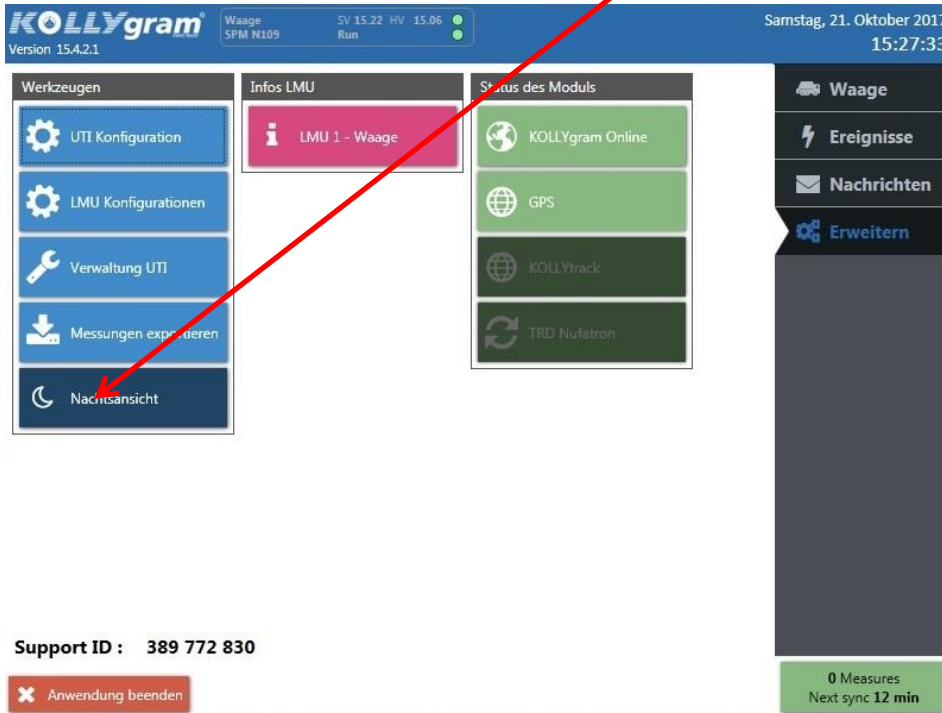 KOLLYgram
Version 15.4.2.1
Waage SV 15.22 HV 15.06
SPM N109 Run
Samstag, 21. Oktober 2017
15:27:33
Werkzeugen
UTI Konfiguration
LMU Konfigurationen
Verwaltung UTI
Messungen exportieren
Nachtsansicht
Infos LMU
LMU 1 - Waage
Status des Moduls
KOLLYgram Online
GPS
KOLLYtrack
TRD Nufatron
Waage
Ereignisse
Nachrichten
Erweitern
Support ID : 389 772 830
Anwendung beenden
0 Measures
Next sync 12 min